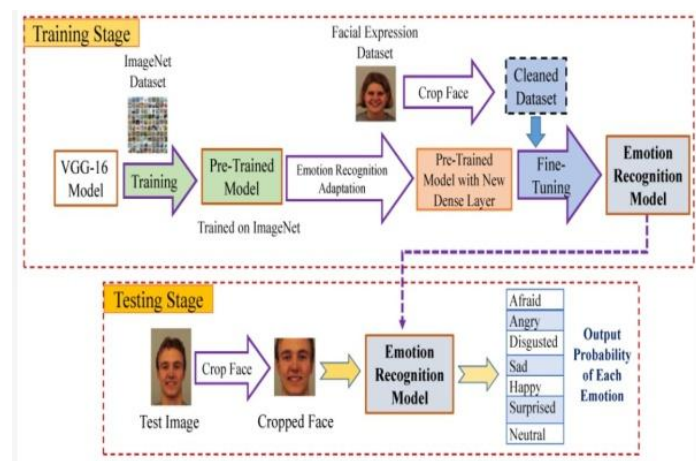 Training Stage
ImageNet
Dataset
Facial Expression
Dataset
Crop Face
Cleaned
Dataset
VGG-16
Model
Training
Pre-Trained
Model
Trained on ImageNet
Emotion Recognition
Adaptation
Pre-Trained
Model with New
Dense Layer
Fine-
Tuning
Emotion
Recognition
Model
Testing Stage
Test Image
Crop Face
Cropped Face
Emotion
Recognition
Model
Afraid
Angry
Disgusted
Sad
Happy
Surprised
Neutral
Output
Probability
of Each
Emotion